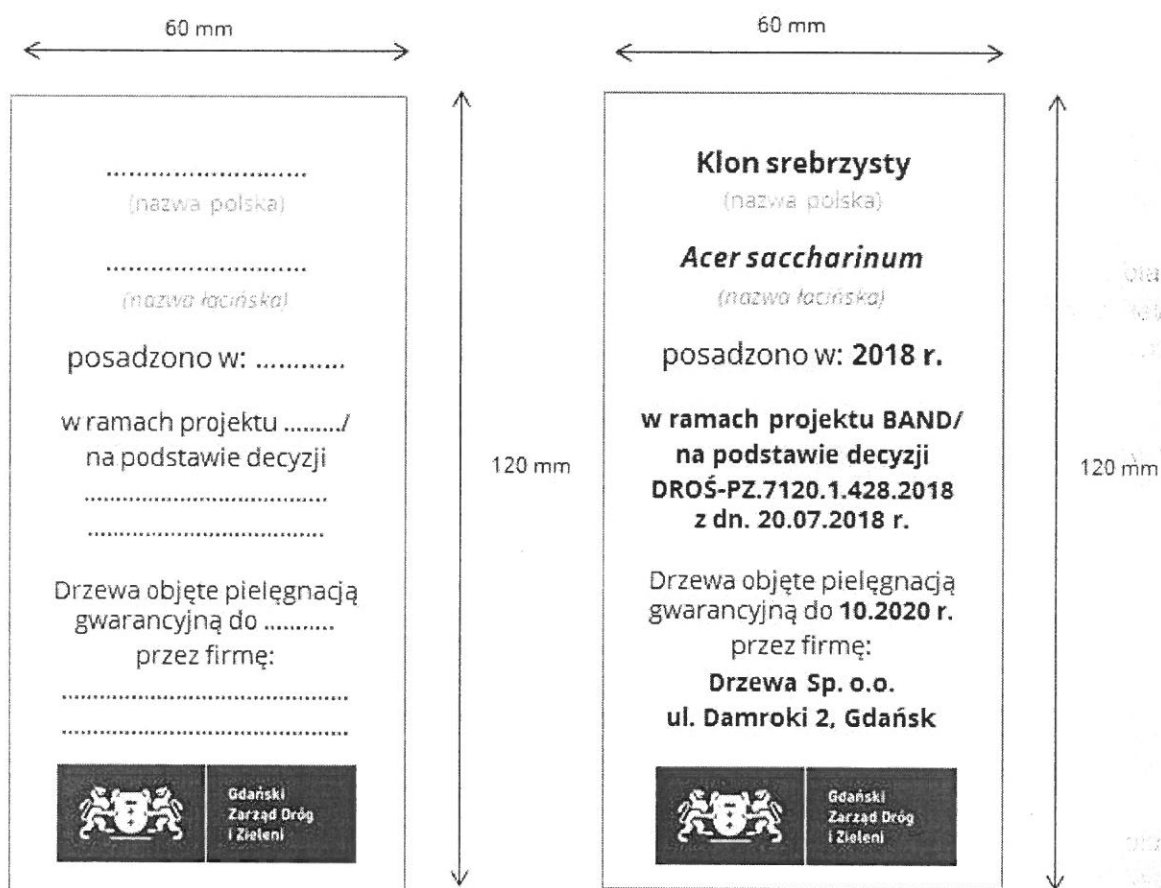 60 mm
........................
(nazwa polska)
........................
(nazwa łacińska)
posadzono w: ...........
w ramach projektu ........./
na podstawie decyzji
......................................
.....................................
Drzewa objęte pielęgnacją
gwarancyjną do ...........
przez firmę:
.............................................
.............................................
Gdański
Zarząd Dróg
i Zieleni
120 mm
60 mm
Klon srebrzysty
(nazwa polska)
Acer saccharinum
(nazwa łacińska)
posadzono w: 2018 r.
w ramach projektu BAND/
na podstawie decyzji
DROŚ-PZ.7120.1.428.2018
z dn. 20.07.2018 r.
Drzewa objęte pielęgnacją
gwarancyjną do 10.2020 r.
przez firmę:
Drzewa Sp. o.o.
ul. Damroki 2, Gdańsk
Gdański
Zarząd Dróg
i Zieleni
120 mm